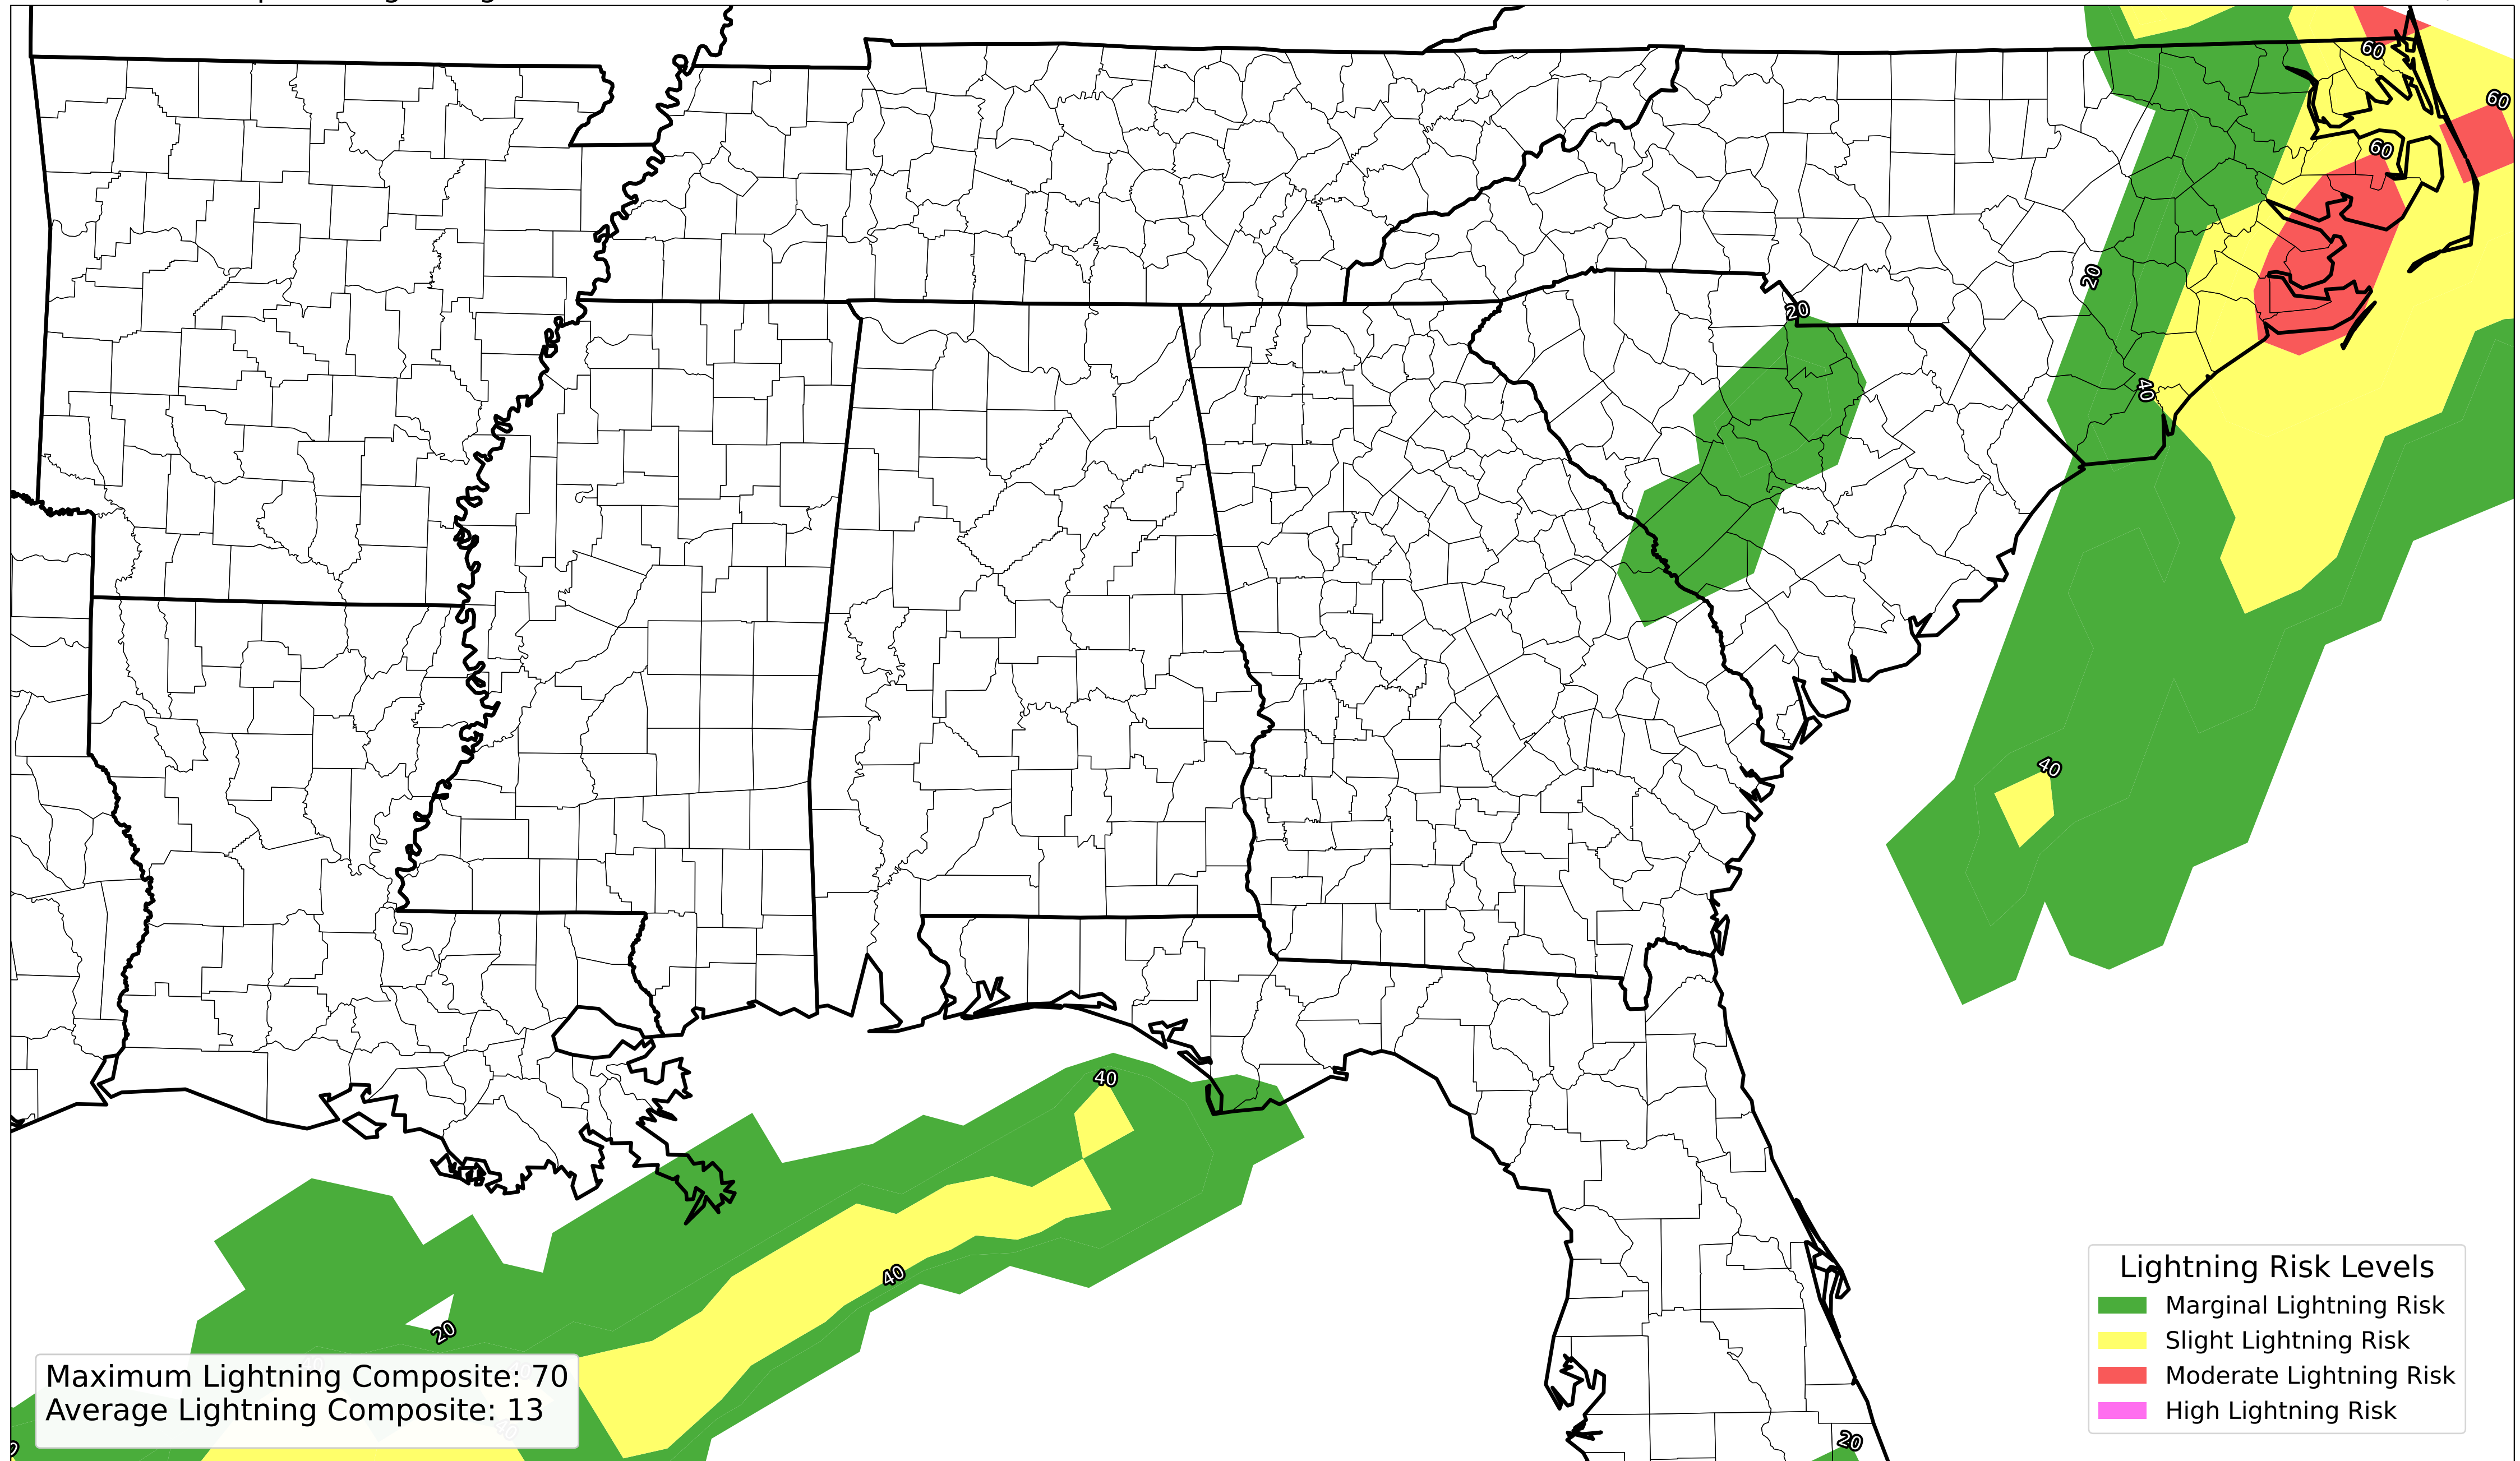 60
60
60
20
20
40
40
40
40
20
Maximum Lightning Composite: 70
Average Lightning Composite: 13
Lightning Risk Levels
Marginal Lightning Risk
Slight Lightning Risk
Moderate Lightning Risk
High Lightning Risk
20